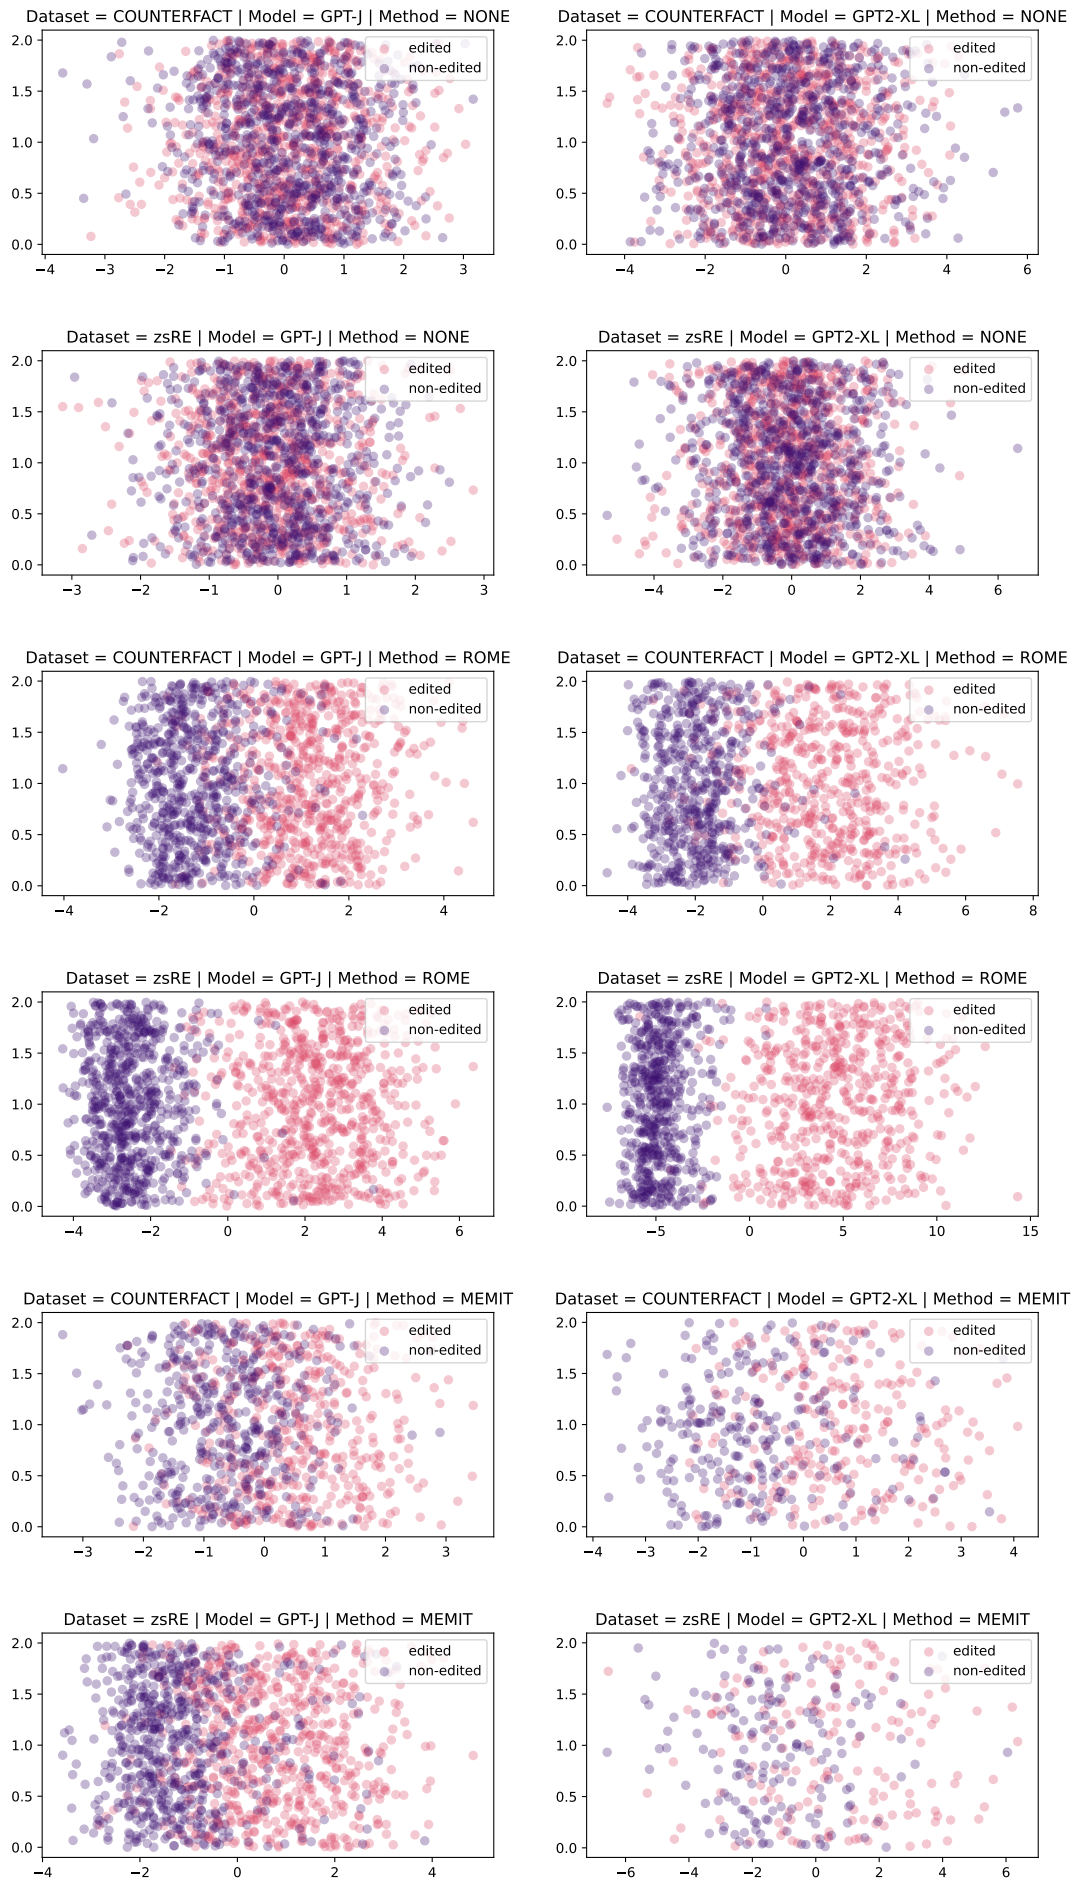 Dataset = COUNTERFACT | Model = GPT-J | Method = NONE
edited
non-edited
2.0
1.5
1.0
0.5
0.0
−4 −3 −2 −1 0 1 2 3
Dataset = COUNTERFACT | Model = GPT2-XL | Method = NONE
edited
non-edited
2.0
1.5
1.0
0.5
0.0
−4 −2 0 2 4 6
Dataset = zsRE | Model = GPT-J | Method = NONE
edited
non-edited
2.0
1.5
1.0
0.5
0.0
−3 −2 −1 0 1 2 3
Dataset = zsRE | Model = GPT2-XL | Method = NONE
edited
non-edited
2.0
1.5
1.0
0.5
0.0
−4 −2 0 2 4 6
Dataset = COUNTERFACT | Model = GPT-J | Method = ROME
edited
non-edited
2.0
1.5
1.0
0.5
0.0
−4 −2 0 2 4
Dataset = COUNTERFACT | Model = GPT2-XL | Method = ROME
edited
non-edited
2.0
1.5
1.0
0.5
0.0
−4 −2 0 2 4 6 8
Dataset = zsRE | Model = GPT-J | Method = ROME
edited
non-edited
2.0
1.5
1.0
0.5
0.0
−4 −2 0 2 4 6
Dataset = zsRE | Model = GPT2-XL | Method = ROME
edited
non-edited
2.0
1.5
1.0
0.5
0.0
−5 0 5 10 15
Dataset = COUNTERFACT | Model = GPT-J | Method = MEMIT
edited
non-edited
2.0
1.5
1.0
0.5
0.0
−3 −2 −1 0 1 2 3
Dataset = COUNTERFACT | Model = GPT2-XL | Method = MEMIT
edited
non-edited
2.0
1.5
1.0
0.5
0.0
−4 −3 −2 −1 0 1 2 3 4
Dataset = zsRE | Model = GPT-J | Method = MEMIT
edited
non-edited
2.0
1.5
1.0
0.5
0.0
−4 −2 0 2 4
Dataset = zsRE | Model = GPT2-XL | Method = MEMIT
edited
non-edited
2.0
1.5
1.0
0.5
0.0
−6 −4 −2 0 2 4 6